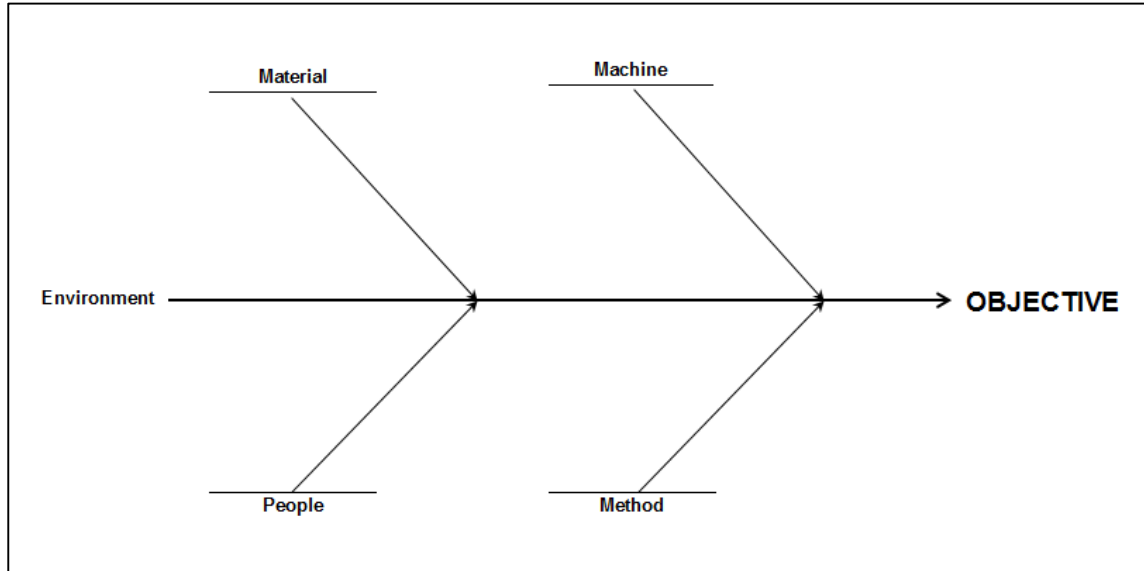 Material
Machine
Environment
OBJECTIVE
People
Method